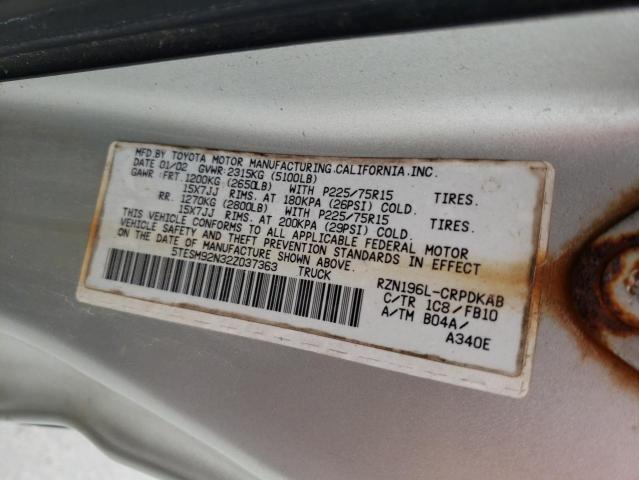 MFD.BY TOYOTA MOTOR MANUFACTURING.CALIFORNIA.INC.
DATE 01/02 GVWR 2315KG (5100LB)
GAWR :FRT.1200KG (2650LB) WITH P225/75R15 TIRES.
15X7JJ RIMS. AT 180KPA (26PSI) COLD.
RR. 1270KG (2800LB) WITH P225/75R15 TIRES.
15X7JJ RIMS. AT 200KPA (29PSI) COLD.
THIS VEHICLE CONFORMS TO ALL APPLICABLE FEDERAL MOTOR
VEHICLE SAFETY AND THEFT PREVENTION STANDARDS IN EFFECT
ON THE DATE OF MANUFACTURE SHOWN ABOVE.
5TESM92N32Z037363 TRUCK
RZN196L-CRPDKAB
C/TR 1C8 /FB10
A/TM B04A/
A340E